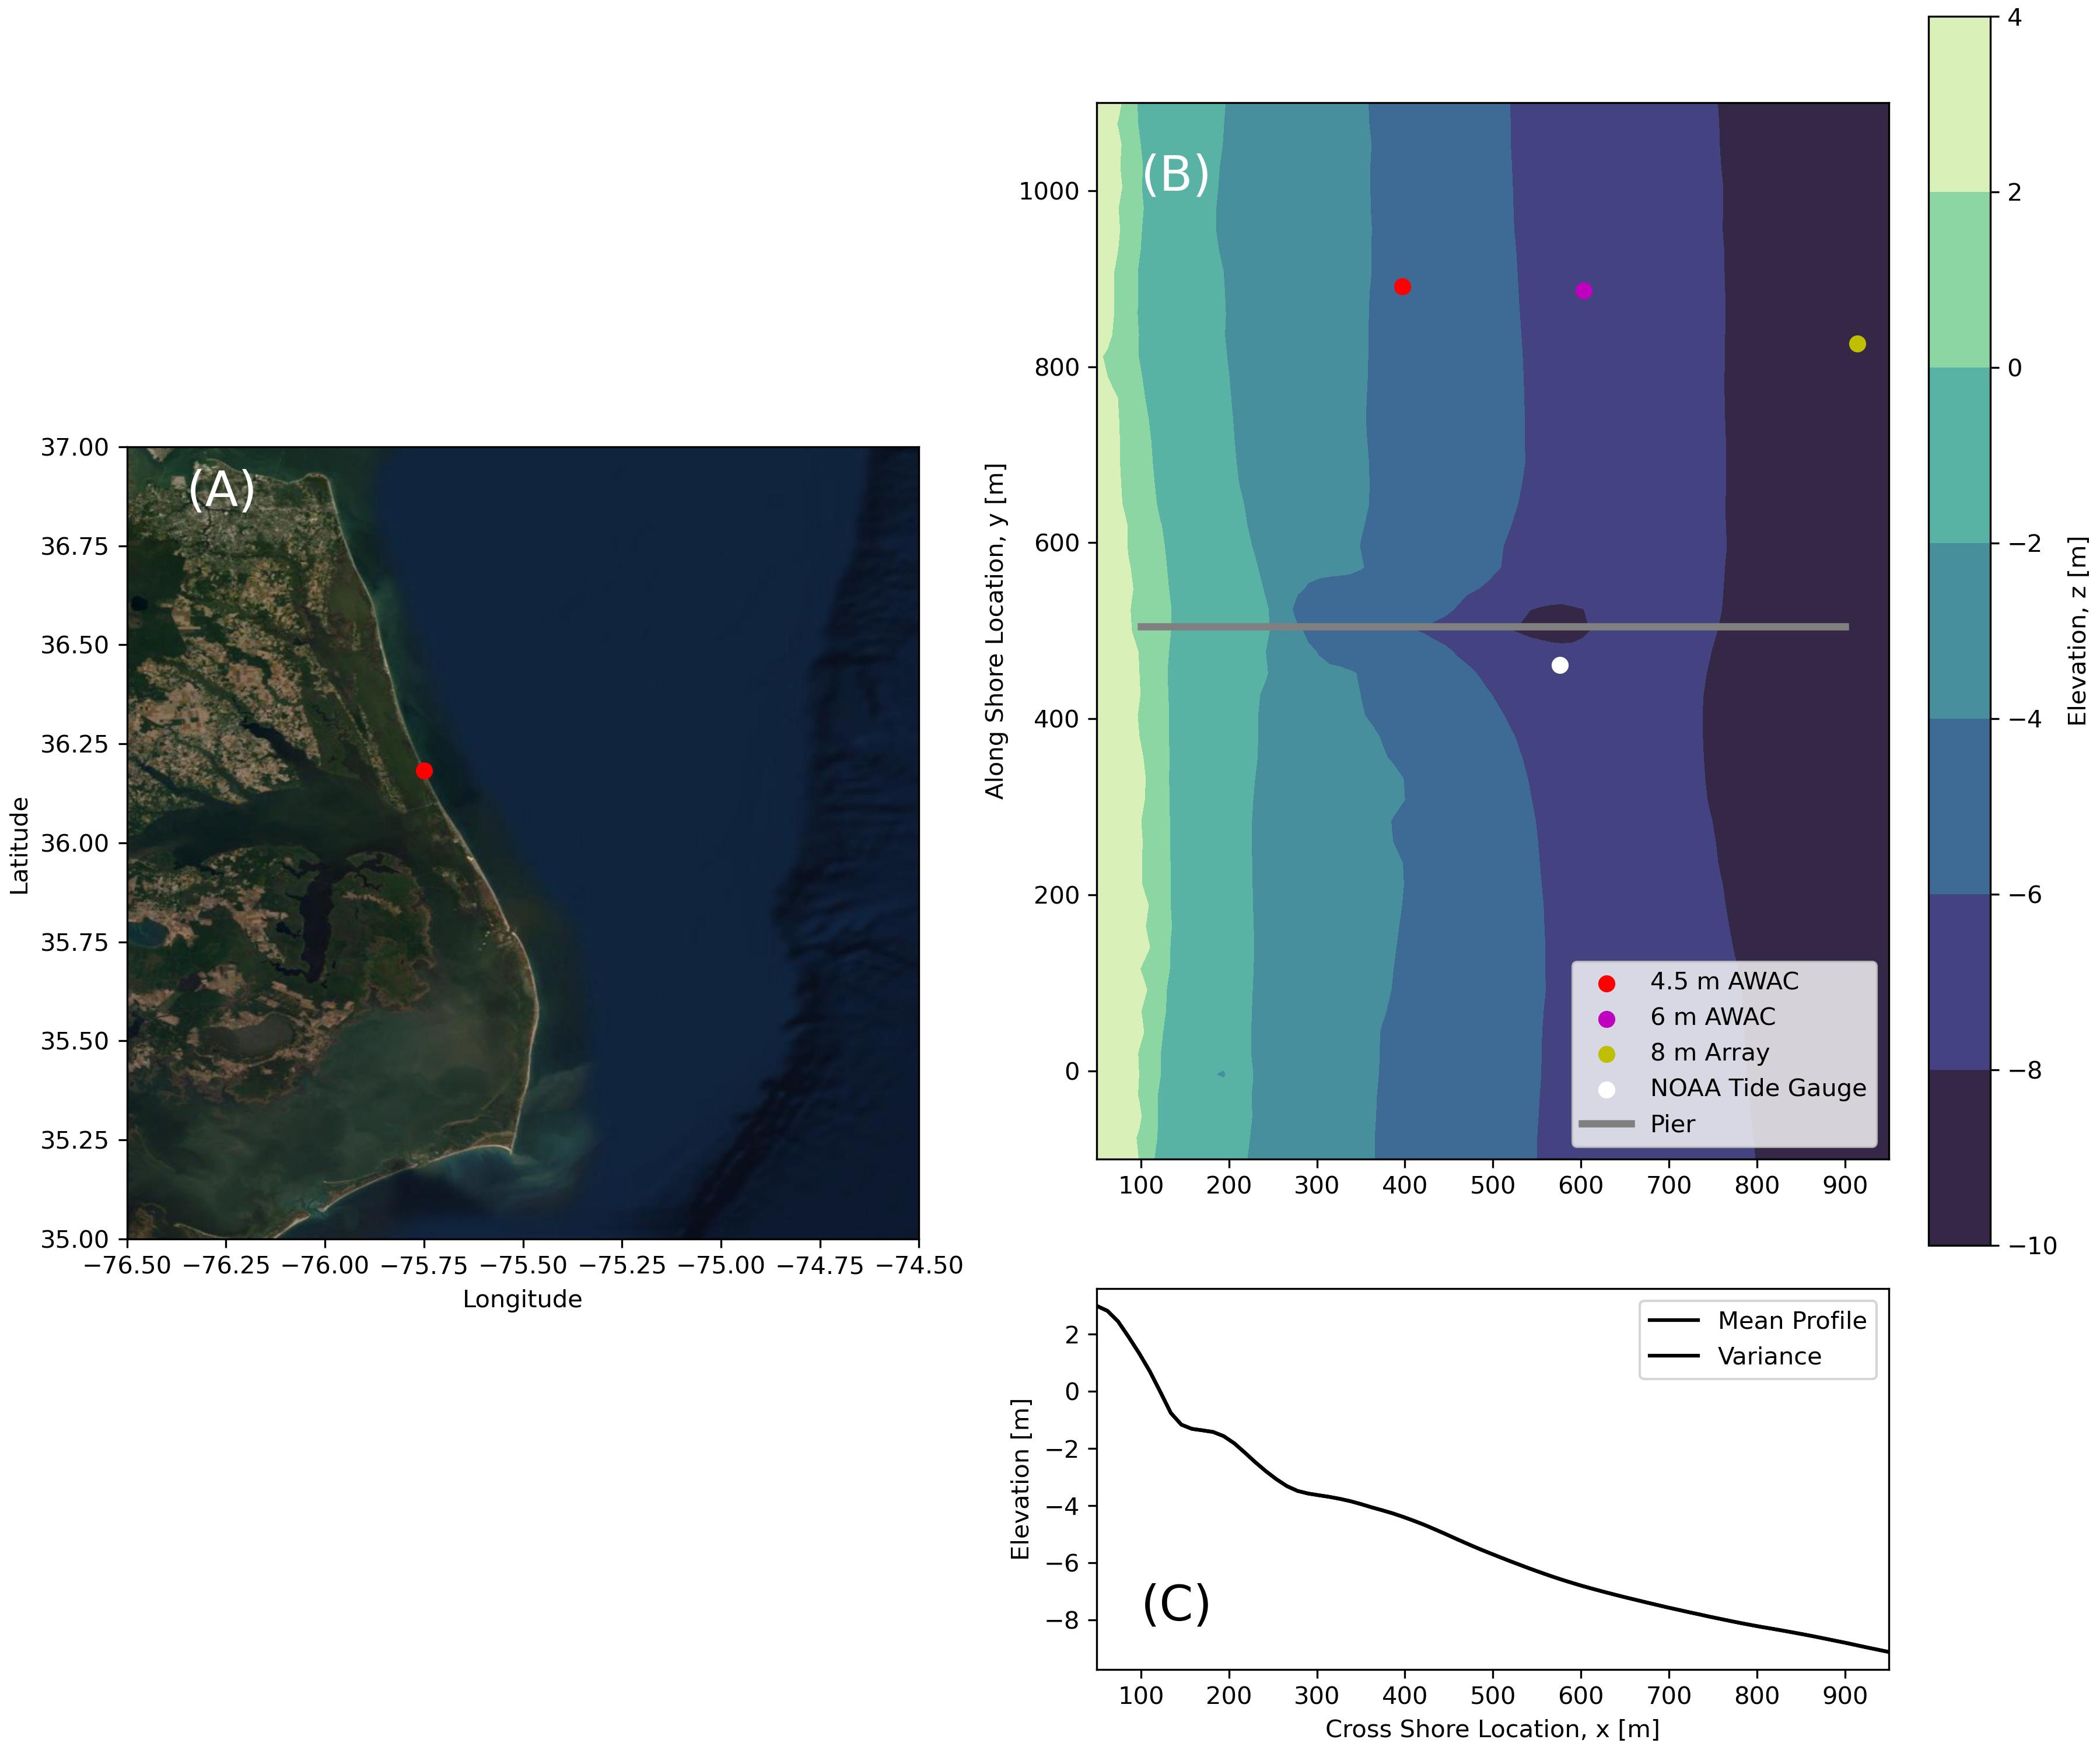 (A)
37.00
36.75
36.50
36.25
36.00
35.75
35.50
35.25
35.00
Latitude
−76.50 −76.25 −76.00 −75.75 −75.50 −75.25 −75.00 −74.75 −74.50
Longitude
(B)
1000
800
600
400
200
0
Along Shore Location, y [m]
4.5 m AWAC
6 m AWAC
8 m Array
NOAA Tide Gauge
Pier
100 200 300 400 500 600 700 800 900
4
2
0
−2
−4
−6
−8
−10
Elevation, z [m]
Mean Profile
Variance
2
0
−2
−4
−6
−8
Elevation [m]
(C)
100 200 300 400 500 600 700 800 900
Cross Shore Location, x [m]